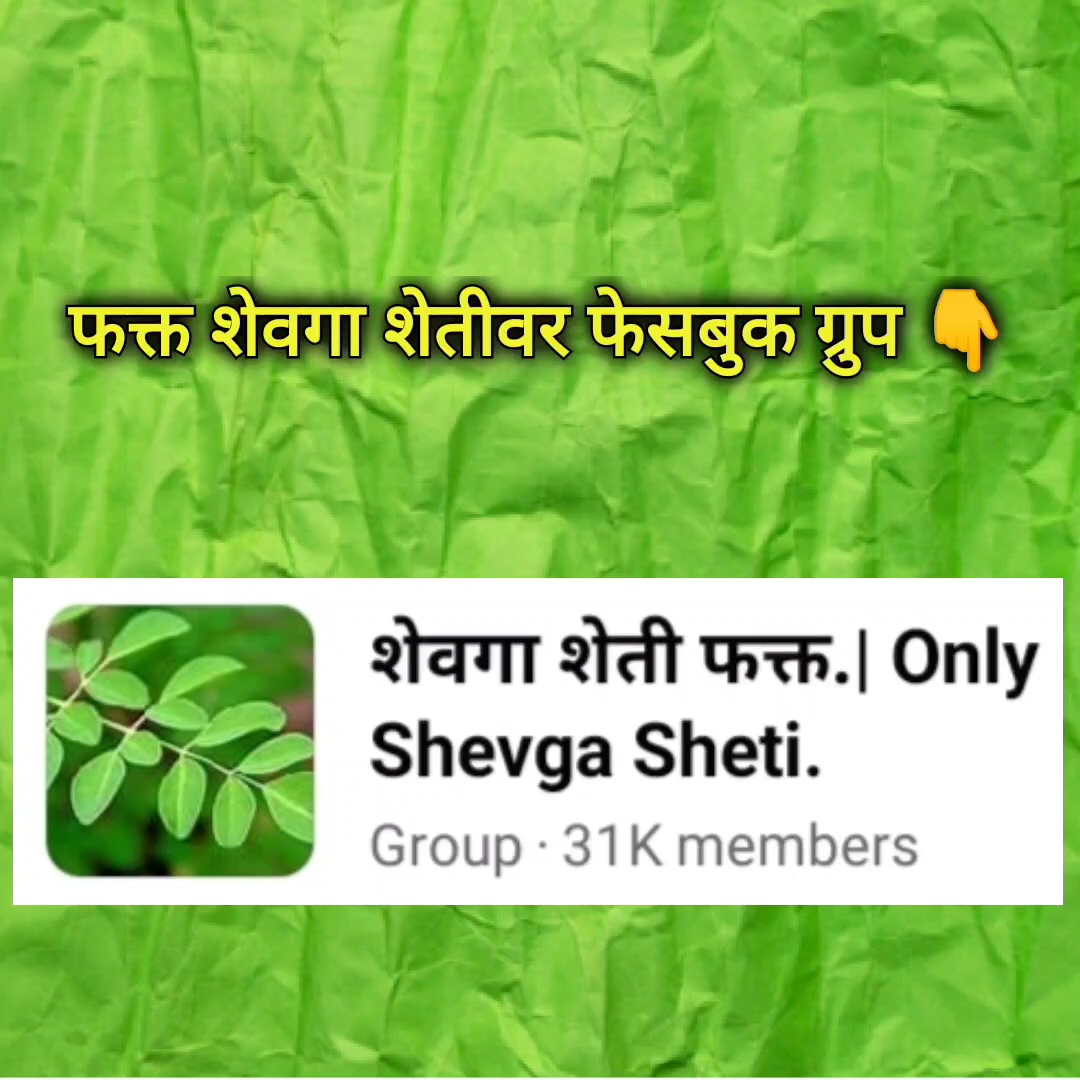 फक्त शेवगा शेतीवर फेसबुक ग्रुप 👇
शेवगा शेती फक्त.| Only
Shevga Sheti.
Group · 31K members